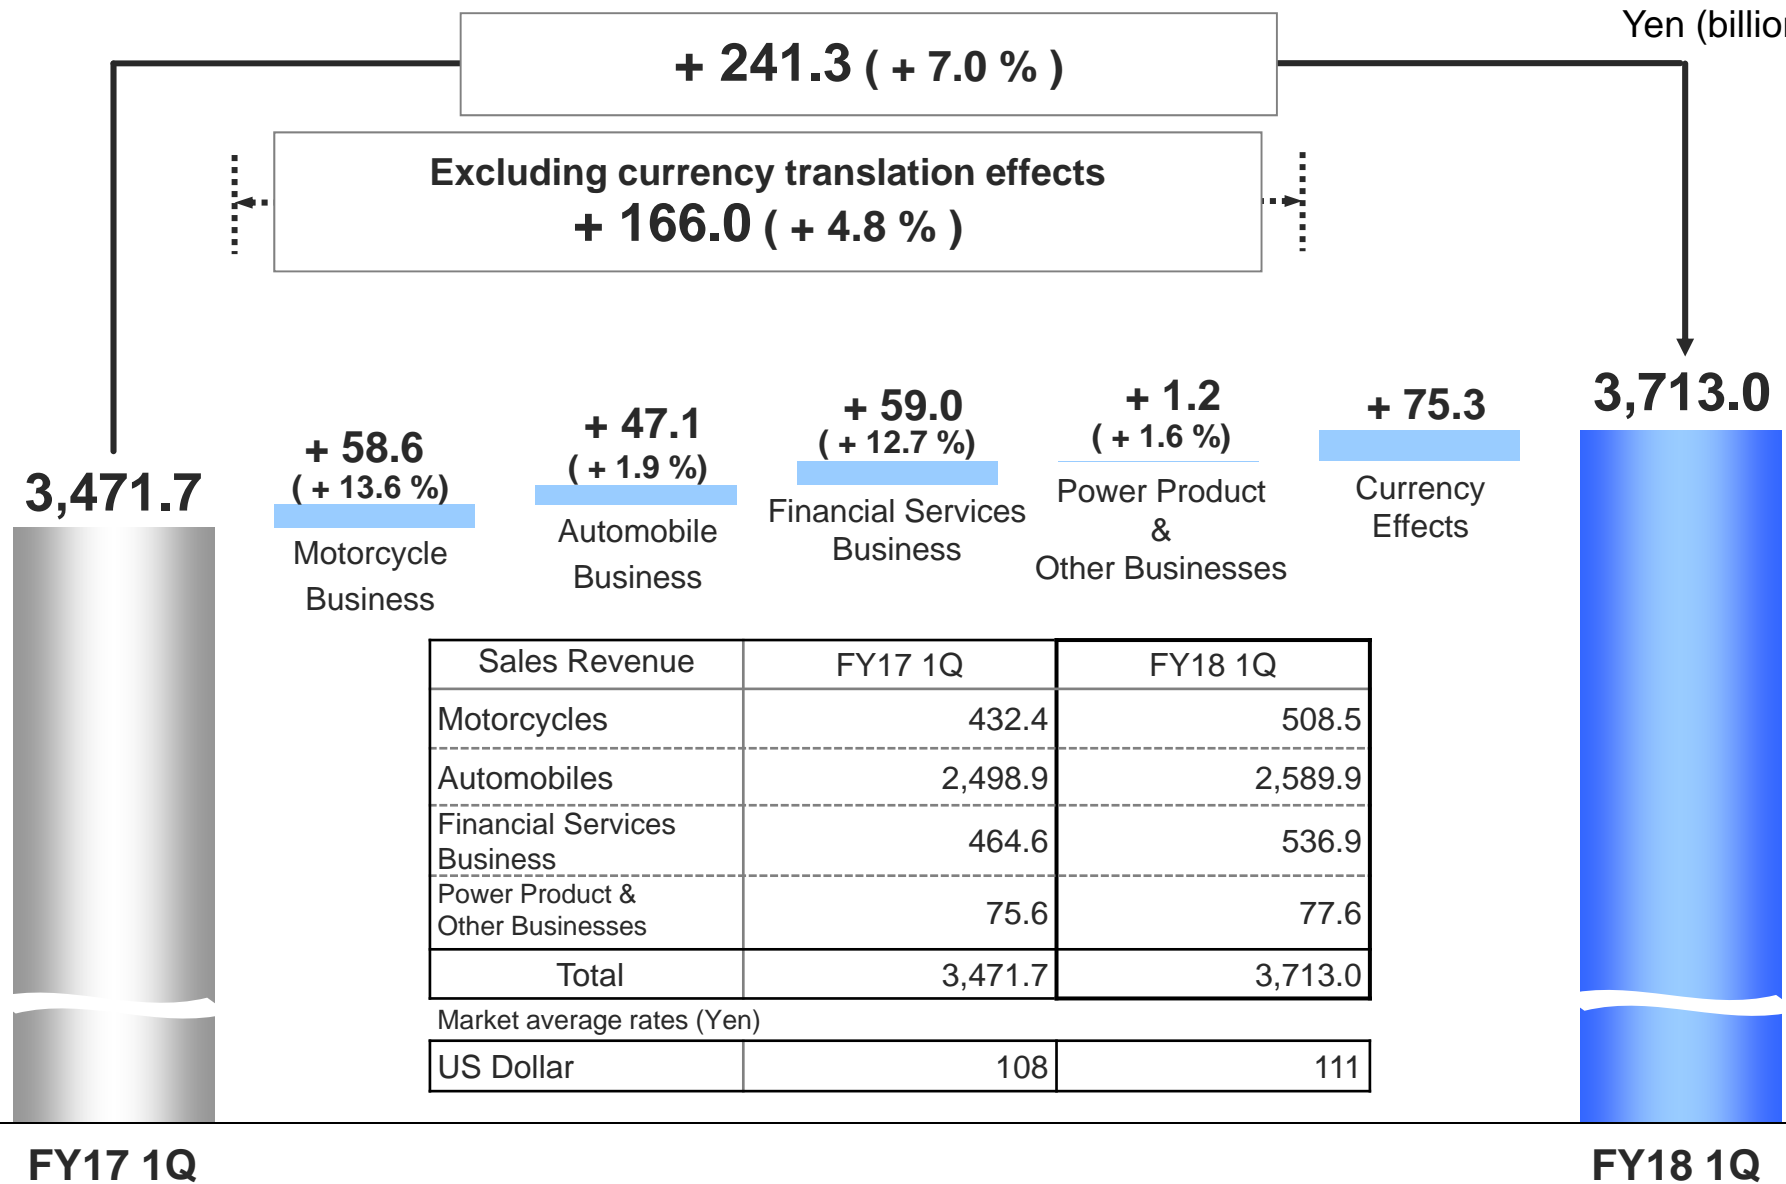 Yen (billion
+ 241.3 ( + 7.0 % )
Excluding currency translation effects
+ 166.0 ( + 4.8 % )
3,471.7
+ 58.6
( + 13.6 %)
Motorcycle
Business
+ 47.1
( + 1.9 %)
Automobile
Business
+ 59.0
( + 12.7 %)
Financial Services
Business
+ 1.2
( + 1.6 %)
Power Product
&
Other Businesses
+ 75.3
Currency
Effects
3,713.0
Sales Revenue FY17 1Q FY18 1Q
Motorcycles 432.4 508.5
Automobiles 2,498.9 2,589.9
Financial Services
Business 464.6 536.9
Power Product &
Other Businesses 75.6 77.6
Total 3,471.7 3,713.0
Market average rates (Yen)
US Dollar 108 111
FY17 1Q FY18 1Q